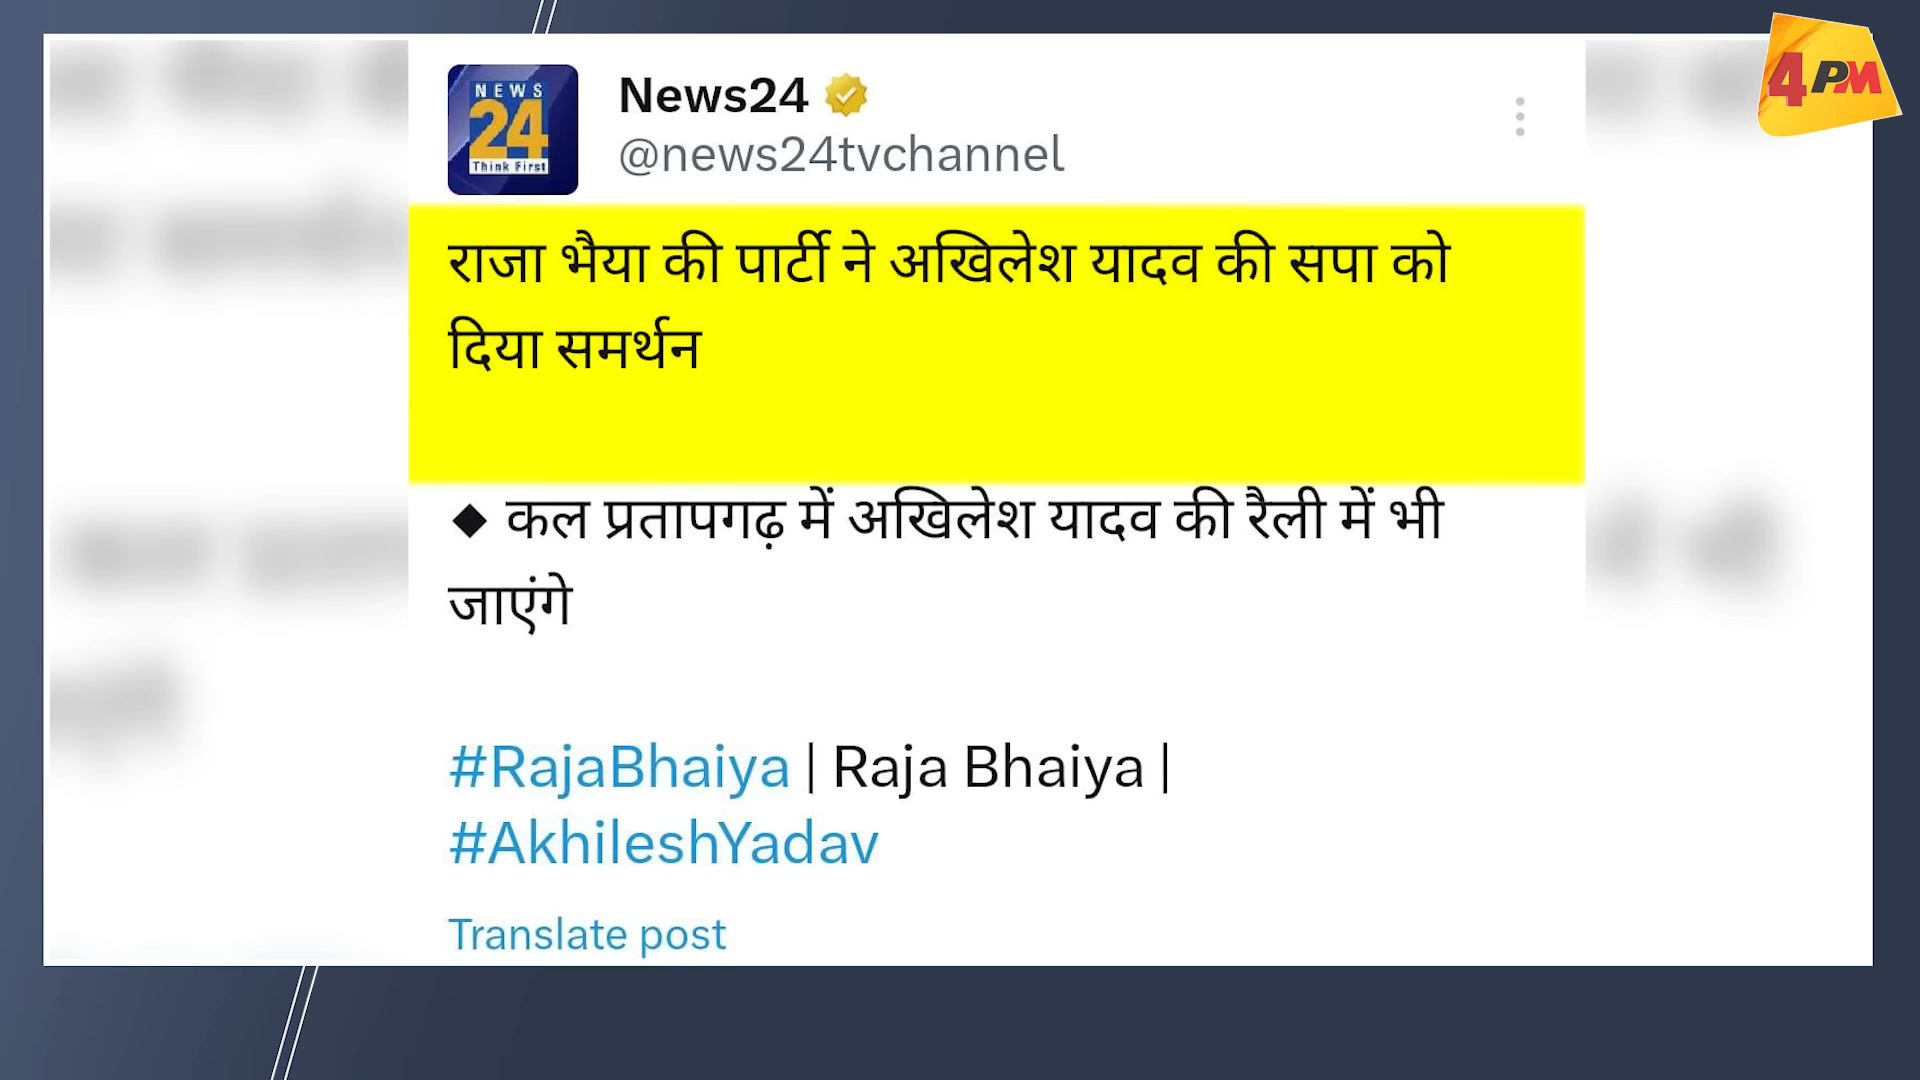 4PM
NEWS
24
Think First
News24
@news24tvchannel
राजा भैया की पार्टी ने अखिलेश यादव की सपा को
दिया समर्थन
◆ कल प्रतापगढ़ में अखिलेश यादव की रैली में भी
जाएंगे
#RajaBhaiya | Raja Bhaiya |
#AkhileshYadav
Translate post